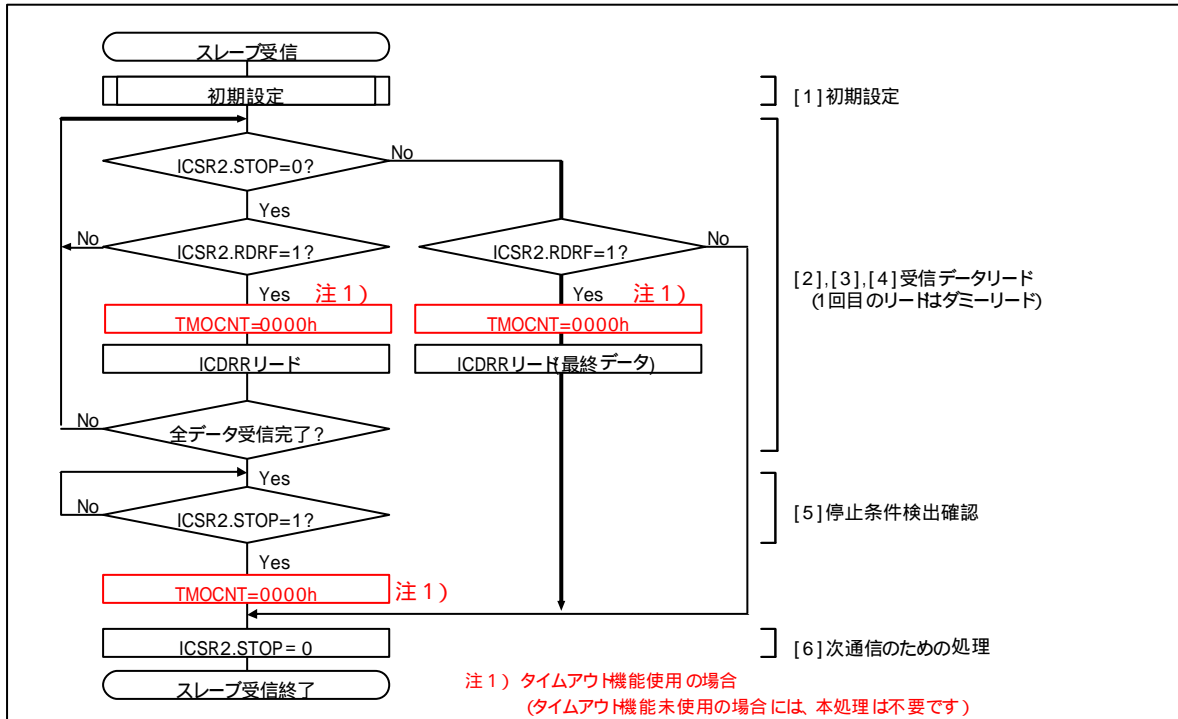 スレーブ受信
初期設定
[1]初期設定
ICSR2.STOP=0?
No
Yes
ICSR2.RDRF=1?
No
ICSR2.RDRF=1?
No
[2],[3],[4]受信データリード
(1回目のリードはダミーリード)
Yes 注1)
Yes 注1)
TMOCNT=0000h
TMOCNT=0000h
ICDRRリード
ICDRRリード(最終データ)
全データ受信完了?
No
Yes
ICSR2.STOP=1?
No
[5]停止条件検出確認
Yes
TMOCNT=0000h
注1)
ICSR2.STOP=0
[6]次通信のための処理
スレーブ受信終了
注1) タイムアウト機能使用の場合
(タイムアウト機能未使用の場合には、本処理は不要です)